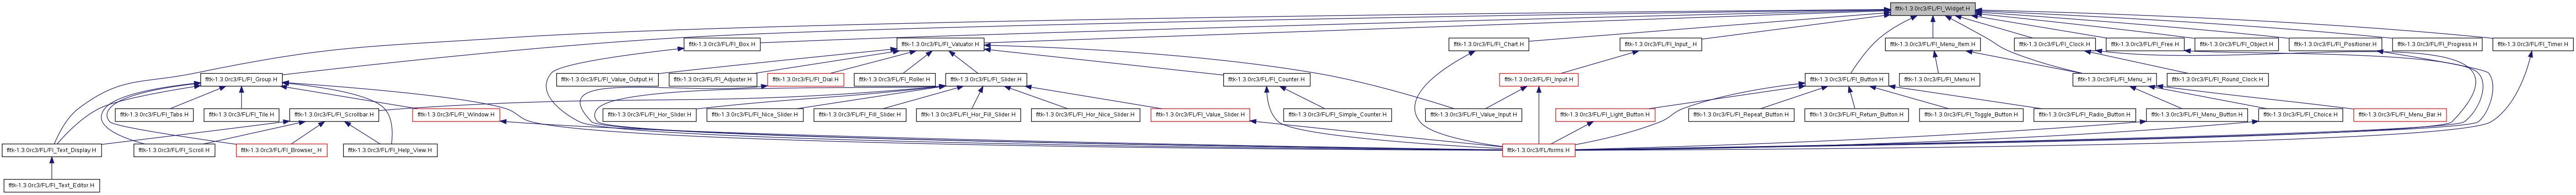 fltk-1.3.0rc3/FL/Fl_Widget.H
fltk-1.3.0rc3/FL/Fl_Box.H
fltk-1.3.0rc3/FL/Fl_Valuator.H
fltk-1.3.0rc3/FL/Fl_Chart.H
fltk-1.3.0rc3/FL/Fl_Input_.H
fltk-1.3.0rc3/FL/Fl_Menu_Item.H
fltk-1.3.0rc3/FL/Fl_Clock.H
fltk-1.3.0rc3/FL/Fl_Free.H
fltk-1.3.0rc3/FL/Fl_Object.H
fltk-1.3.0rc3/FL/Fl_Positioner.H
fltk-1.3.0rc3/FL/Fl_Progress.H
fltk-1.3.0rc3/FL/Fl_Timer.H
fltk-1.3.0rc3/FL/Fl_Group.H
fltk-1.3.0rc3/FL/Fl_Value_Output.H
fltk-1.3.0rc3/FL/Fl_Adjuster.H
fltk-1.3.0rc3/FL/Fl_Dial.H
fltk-1.3.0rc3/FL/Fl_Roller.H
fltk-1.3.0rc3/FL/Fl_Slider.H
fltk-1.3.0rc3/FL/Fl_Counter.H
fltk-1.3.0rc3/FL/Fl_Input.H
fltk-1.3.0rc3/FL/Fl_Button.H
fltk-1.3.0rc3/FL/Fl_Menu.H
fltk-1.3.0rc3/FL/Fl_Menu_.H
fltk-1.3.0rc3/FL/Fl_Round_Clock.H
fltk-1.3.0rc3/FL/Fl_Tabs.H
fltk-1.3.0rc3/FL/Fl_Tile.H
fltk-1.3.0rc3/FL/Fl_Scrollbar.H
fltk-1.3.0rc3/FL/Fl_Window.H
fltk-1.3.0rc3/FL/Fl_Hor_Slider.H
fltk-1.3.0rc3/FL/Fl_Nice_Slider.H
fltk-1.3.0rc3/FL/Fl_Fill_Slider.H
fltk-1.3.0rc3/FL/Fl_Hor_Fill_Slider.H
fltk-1.3.0rc3/FL/Fl_Hor_Nice_Slider.H
fltk-1.3.0rc3/FL/Fl_Value_Slider.H
fltk-1.3.0rc3/FL/Fl_Simple_Counter.H
fltk-1.3.0rc3/FL/Fl_Value_Input.H
fltk-1.3.0rc3/FL/Fl_Light_Button.H
fltk-1.3.0rc3/FL/Fl_Repeat_Button.H
fltk-1.3.0rc3/FL/Fl_Return_Button.H
fltk-1.3.0rc3/FL/Fl_Toggle_Button.H
fltk-1.3.0rc3/FL/Fl_Radio_Button.H
fltk-1.3.0rc3/FL/Fl_Menu_Button.H
fltk-1.3.0rc3/FL/Fl_Choice.H
fltk-1.3.0rc3/FL/Fl_Menu_Bar.H
fltk-1.3.0rc3/FL/Fl_Text_Display.H
fltk-1.3.0rc3/FL/Fl_Scroll.H
fltk-1.3.0rc3/FL/Fl_Browser_.H
fltk-1.3.0rc3/FL/Fl_Help_View.H
fltk-1.3.0rc3/FL/forms.H
fltk-1.3.0rc3/FL/Fl_Text_Editor.H